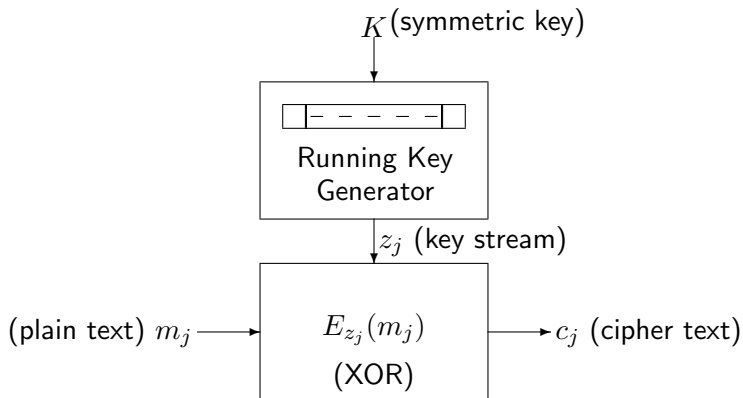 K (symmetric key)
Running Key
Generator
z_j (key stream)
(plain text) m_j
E_{z_j}(m_j)
(XOR)
c_j (cipher text)